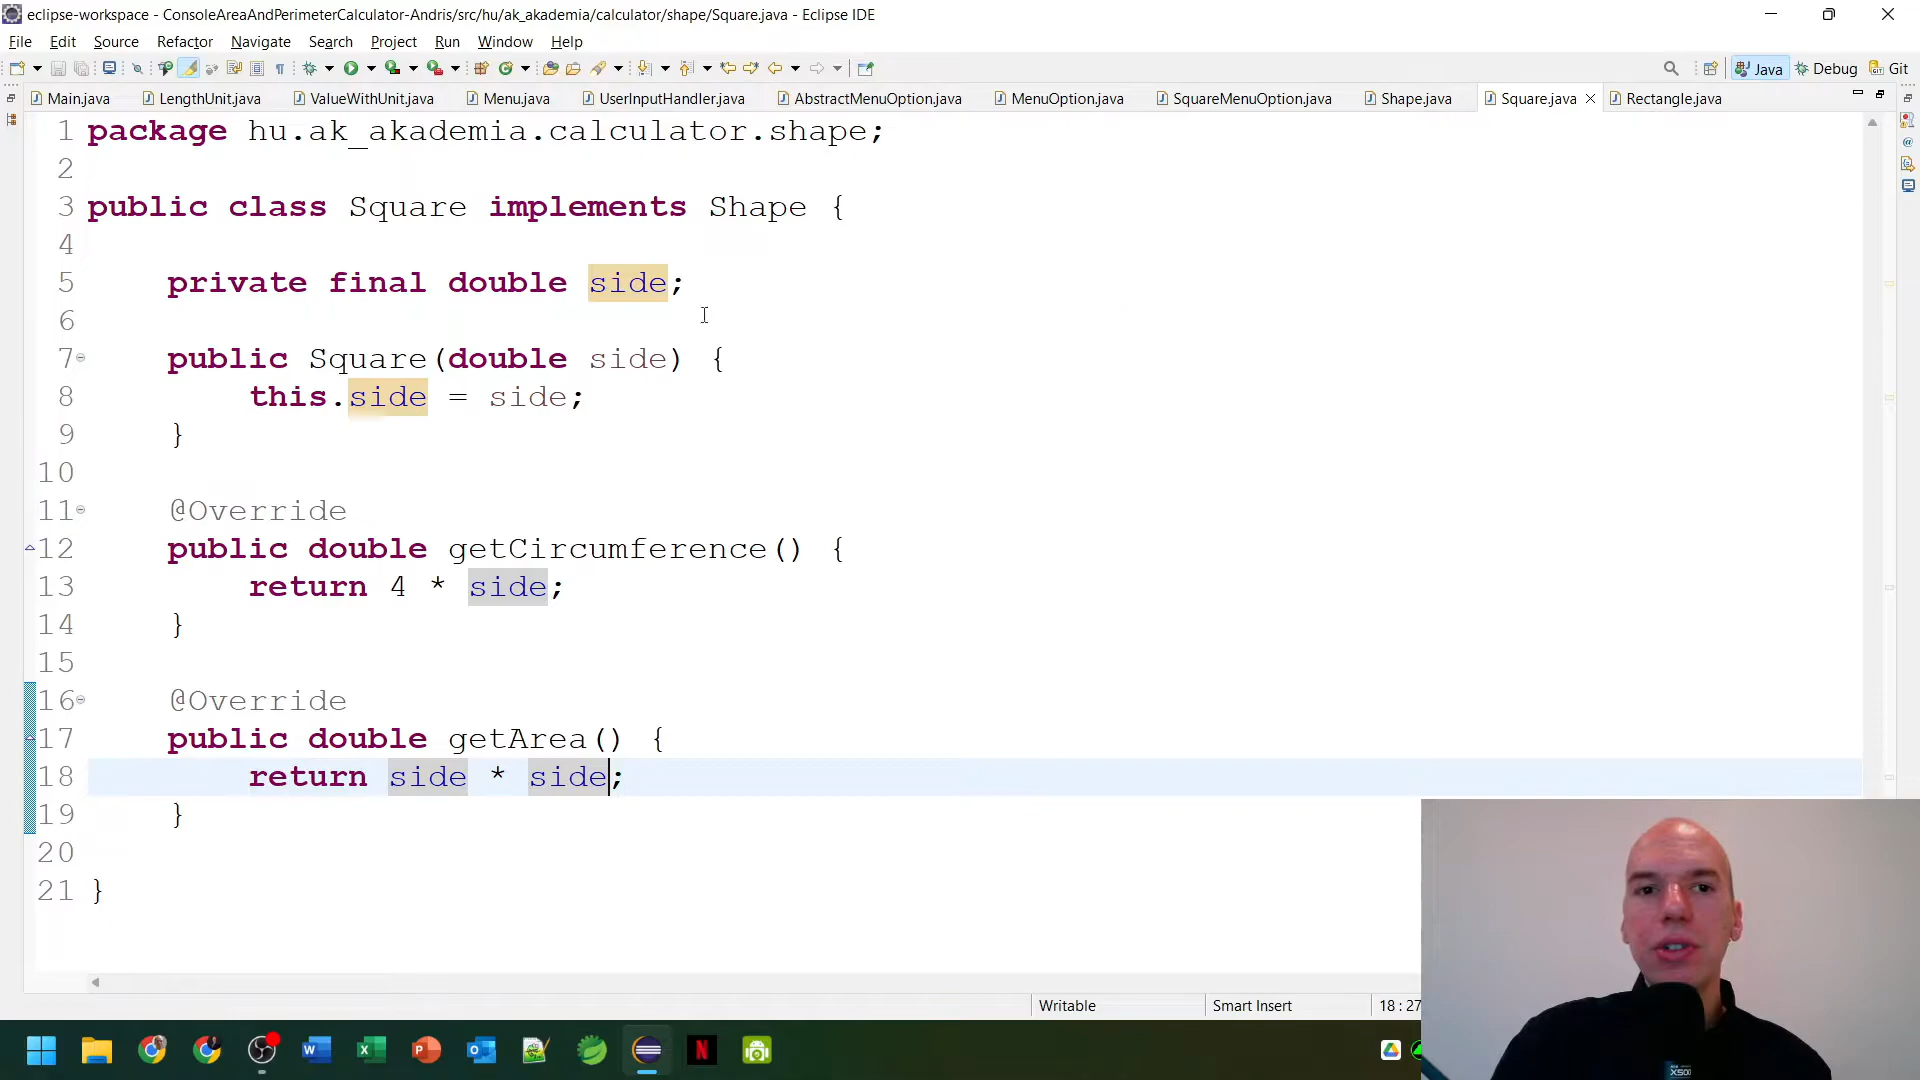 eclipse-workspace - ConsoleAreaAndPerimeterCalculator-Andris/src/hu/ak_akademia/calculator/shape/Square.java - Eclipse IDE
File Edit Source Refactor Navigate Search Project Run Window Help
Java Debug Git
Main.java LengthUnit.java ValueWithUnit.java Menu.java UserInputHandler.java AbstractMenuOption.java MenuOption.java SquareMenuOption.java Shape.java Square.java Rectangle.java
1 package hu.ak_akademia.calculator.shape;
2
3 public class Square implements Shape {
4
5 private final double side;
6
7 public Square(double side) {
8 this.side = side;
9 }
10
11 @Override
12 public double getCircumference() {
13 return 4 * side;
14 }
15
16 @Override
17 public double getArea() {
18 return side * side;
19 }
20
21 }
Writable Smart Insert 18 : 27